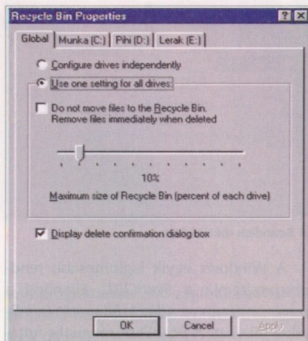 Recycle Bin Properties
Global Munka (C:) Pihi (D:) Lerak (E:)
Configure drives independently
Use one setting for all drives:
Do not move files to the Recycle Bin.
Remove files immediately when deleted
10%
Maximum size of Recycle Bin (percent of each drive)
Display delete confirmation dialog box
OK Cancel Apply
A Windows